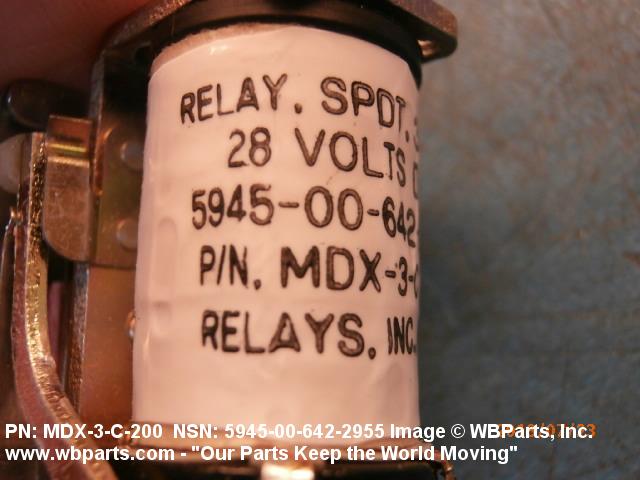 RELAY. SPDT.
28 VOLTS
5945-00-642
P/N. MDX-3-
RELAYS. INC.
PN: MDX-3-C-200 NSN: 5945-00-642-2955 Image © WBParts, Inc.
www.wbparts.com - "Our Parts Keep the World Moving"